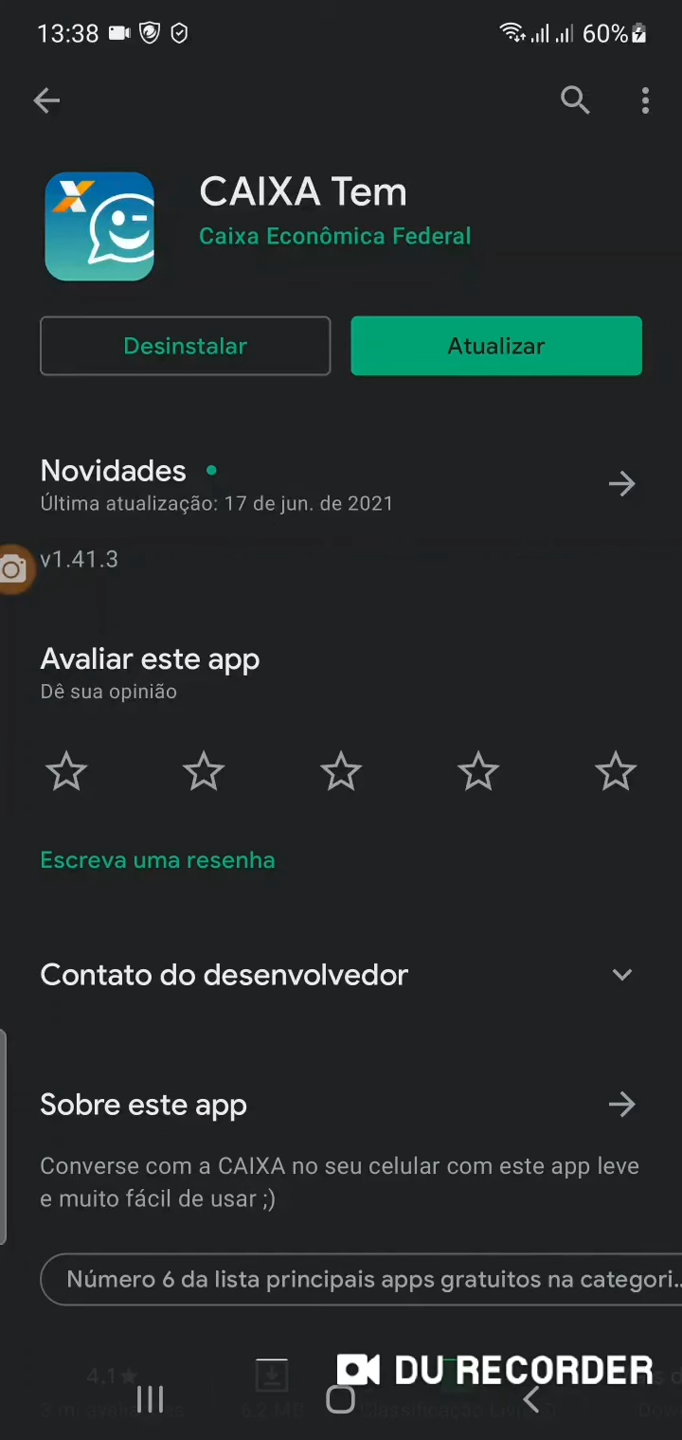 13:38
60%
CAIXA Tem
Caixa Econômica Federal
Desinstalar
Atualizar
Novidades
Última atualização: 17 de jun. de 2021
v1.41.3
Avaliar este app
Dê sua opinião
Escreva uma resenha
Contato do desenvolvedor
Sobre este app
Converse com a CAIXA no seu celular com este app leve
e muito fácil de usar ;)
Número 6 da lista principais apps gratuitos na categori...
4.1★
DU RECORDER